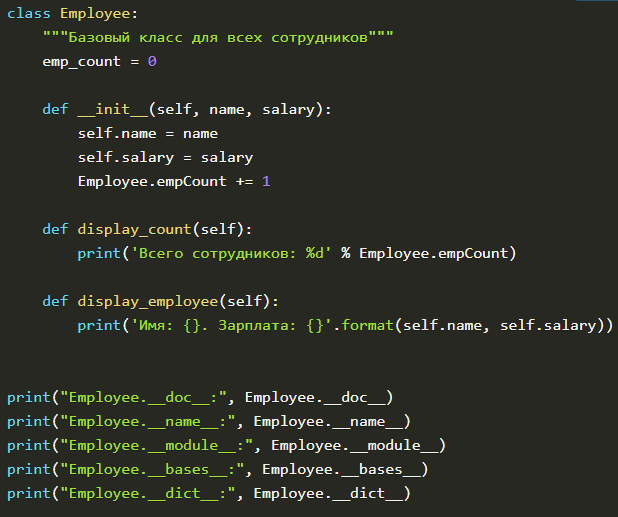 class Employee:
    """Базовый класс для всех сотрудников"""
    emp_count = 0

    def __init__(self, name, salary):
        self.name = name
        self.salary = salary
        Employee.empCount += 1

    def display_count(self):
        print('Всего сотрудников: %d' % Employee.empCount)

    def display_employee(self):
        print('Имя: {}. Зарплата: {}'.format(self.name, self.salary))


print("Employee.__doc__:", Employee.__doc__)
print("Employee.__name__:", Employee.__name__)
print("Employee.__module__:", Employee.__module__)
print("Employee.__bases__:", Employee.__bases__)
print("Employee.__dict__:", Employee.__dict__)